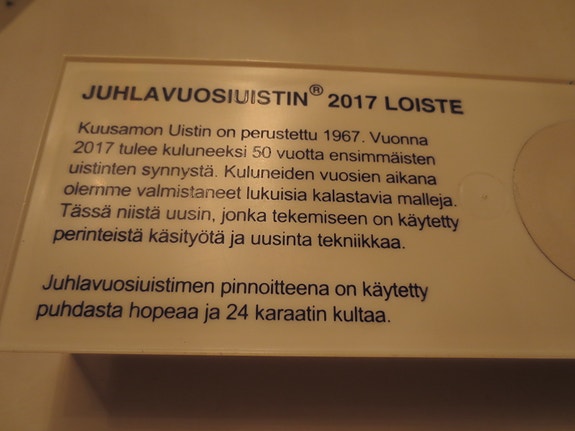 JUHLAVUOSIUISTIN® 2017 LOISTE
Kuusamon Uistin on perustettu 1967. Vuonna
2017 tulee kuluneeksi 50 vuotta ensimmäisten
uistinten synnystä. Kuluneiden vuosien aikana
olemme valmistaneet lukuisia kalastavia malleja.
Tässä niistä uusin, jonka tekemiseen on käytetty
perinteistä käsityötä ja uusinta tekniikkaa.
Juhlavuosiuistimen pinnoitteena on käytetty
puhdasta hopeaa ja 24 karaatin kultaa.